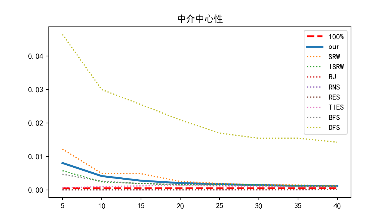 中介中心性
0.04
0.03
0.02
0.01
0.00
5
10
15
20
25
30
35
40
100%
our
SRW
ISRW
RJ
RNS
RES
TIES
BFS
DFS